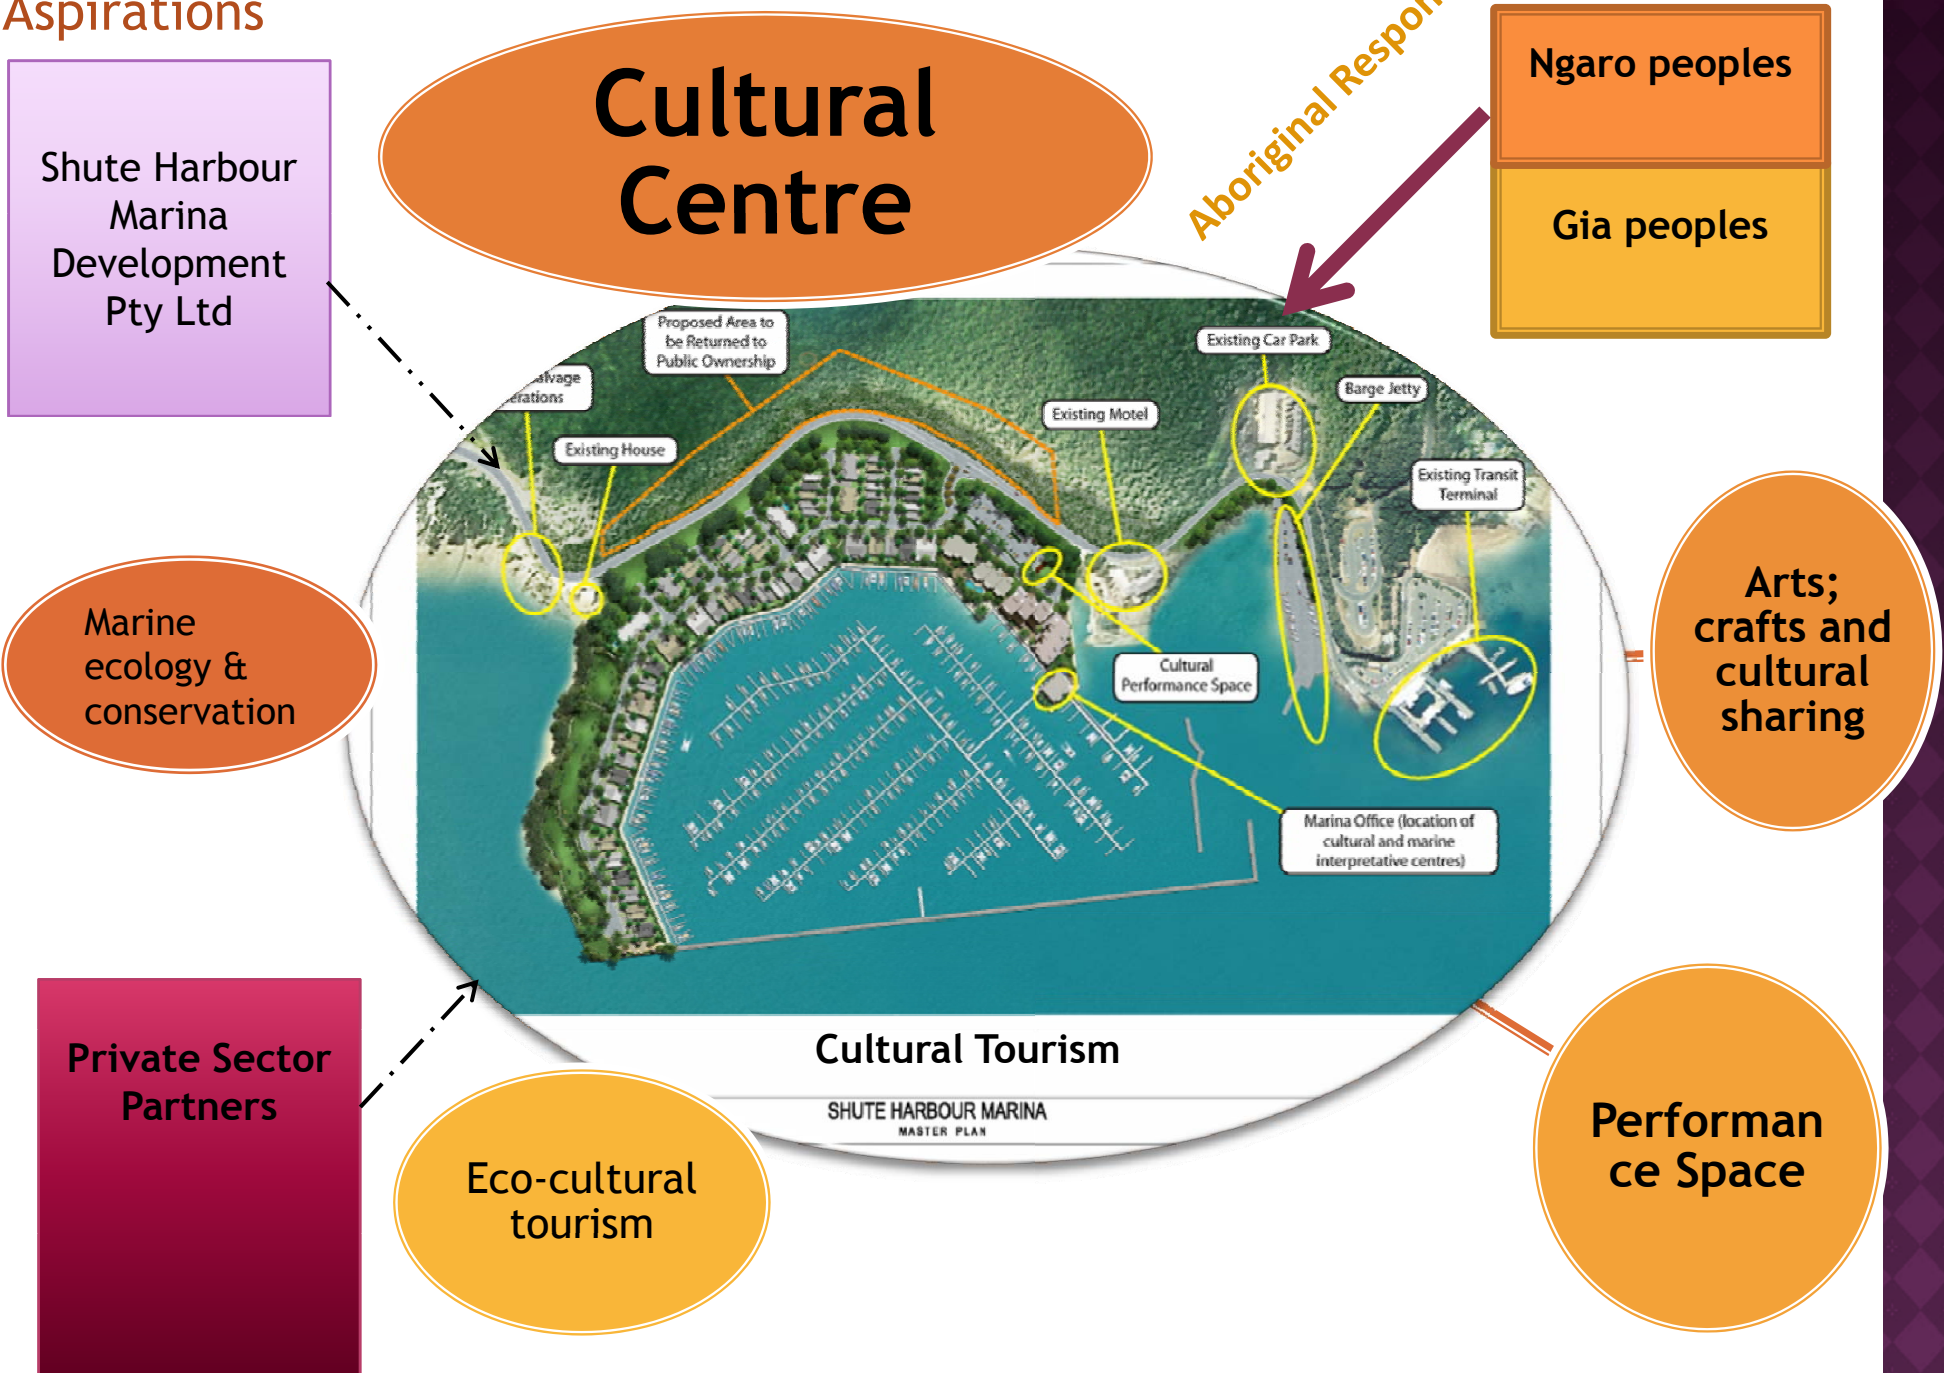 Aspirations
Cultural
Centre
Aboriginal
Ngaro peoples
Gia peoples
Shute Harbour
Marina
Development
Pty Ltd
Proposed Area to
be Returned to
Public Ownership
Existing House
Existing Motel
Existing Car Park
Barge Jetty
Existing Transit
Terminal
Cultural
Performance Space
Marina Office (location of
cultural and marine
interpretative centres)
Marine
ecology &
conservation
Arts;
crafts and
cultural
sharing
Private Sector
Partners
Cultural Tourism
SHUTE HARBOUR MARINA
MASTER PLAN
Eco-cultural
tourism
Performan
ce Space